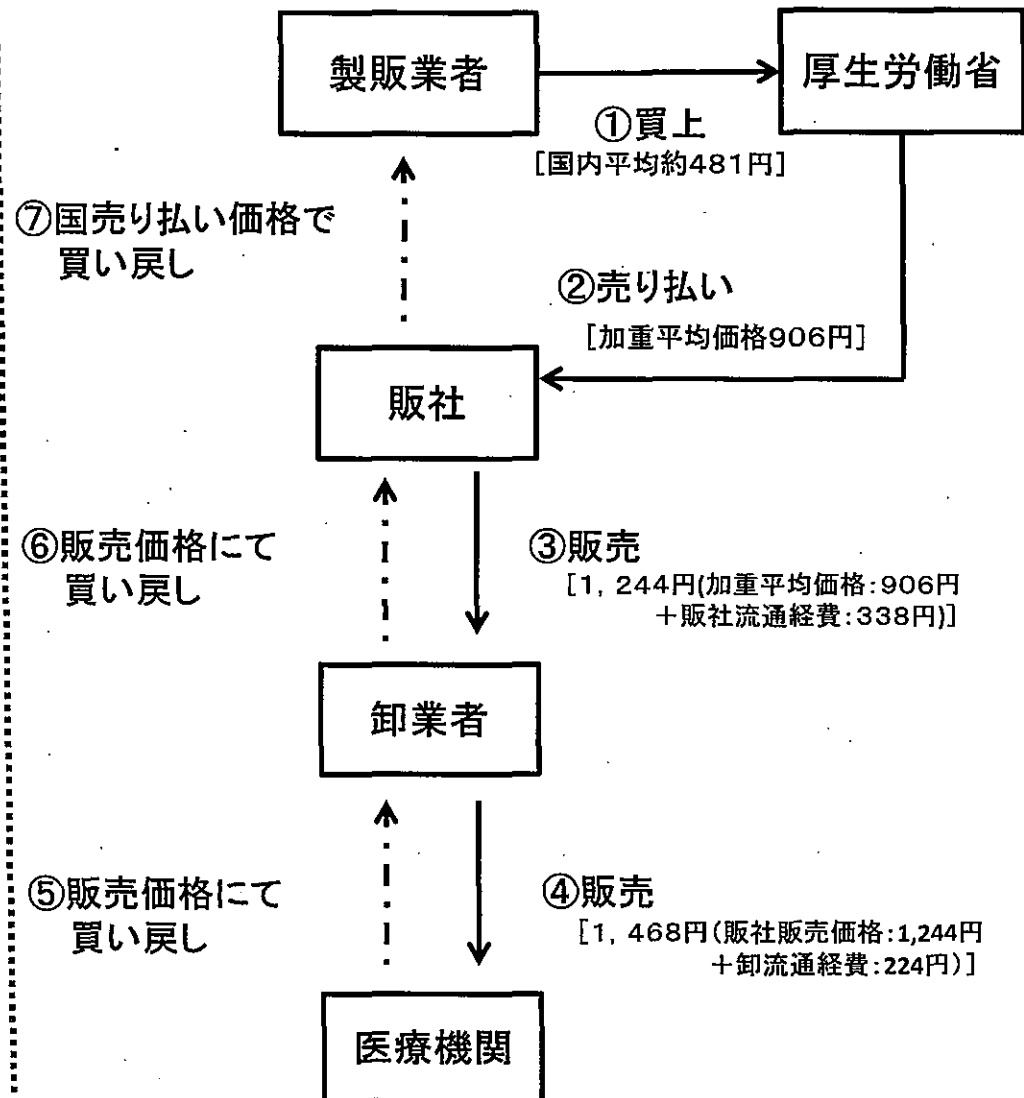 製販業者
厚生労働省
①買上
[国内平均約481円]
⑦国売り払い価格で
買い戻し
②売り払い
[加重平均価格906円]
販社
⑥販売価格にて
買い戻し
③販売
[1,244円(加重平均価格:906円
+販社流通経費:338円)]
卸業者
⑤販売価格にて
買い戻し
④販売
[1,468円(販社販売価格:1,244円
+卸流通経費:224円)]
医療機関